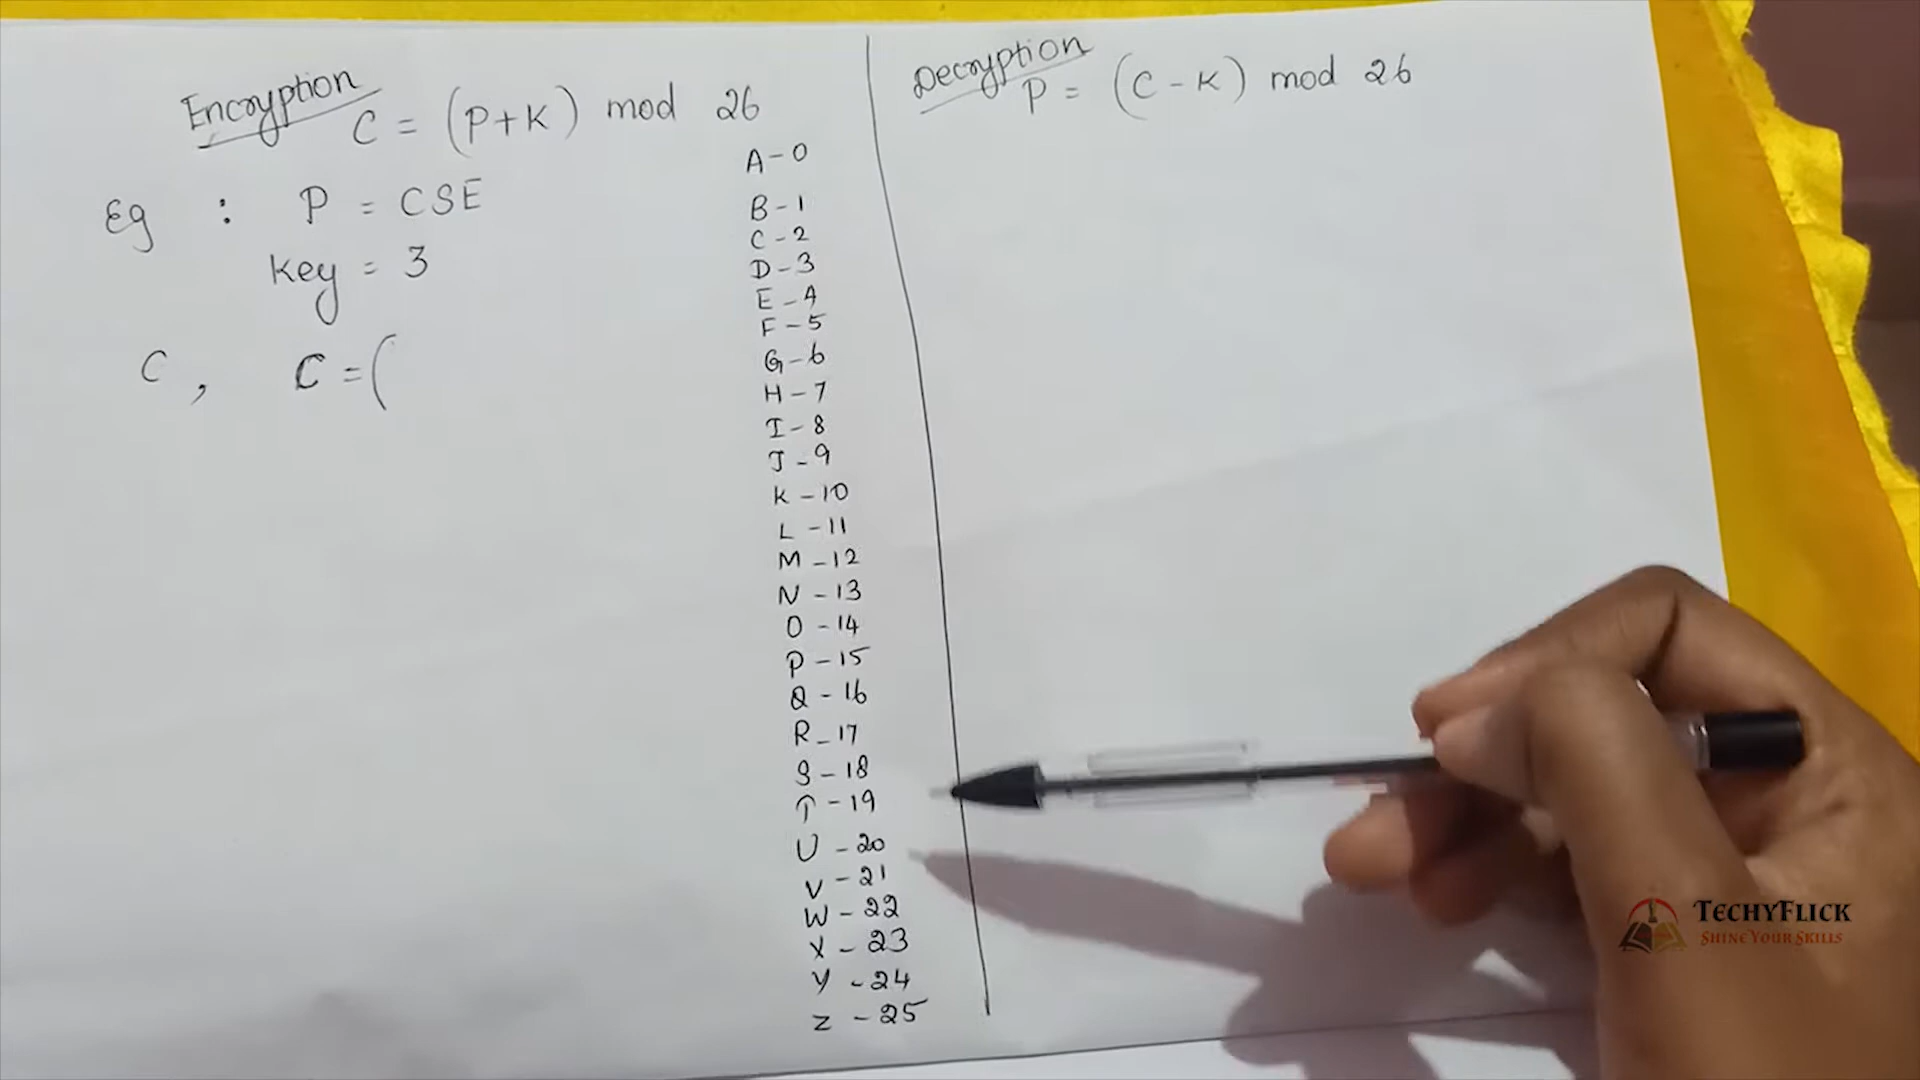 Encryption
C = (P+K) mod 26
Eg : P = CSE
Key = 3
C, C = (
A - 0
B - 1
C - 2
D - 3
E - 4
F - 5
G - 6
H - 7
I - 8
J - 9
K - 10
L - 11
M - 12
N - 13
O - 14
P - 15
Q - 16
R - 17
S - 18
T - 19
U - 20
V - 21
W - 22
X - 23
Y - 24
Z - 25
Decryption
P = (C - K) mod 26
TECHYFLICK
SHINE YOUR SKILLS